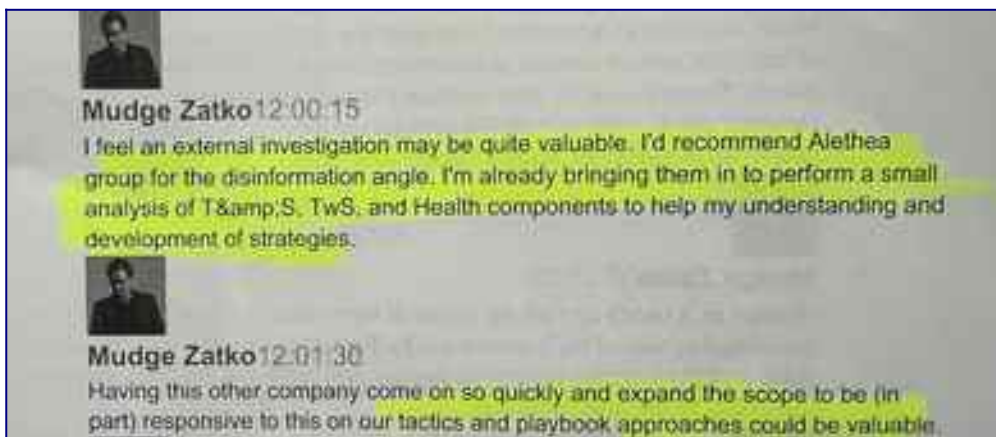 Mudge Zatko 12:00:15
I feel an external investigation may be quite valuable. I'd recommend Alethea
group for the disinformation angle. I'm already bringing them in to perform a small
analysis of T&amp;S, TwS, and Health components to help my understanding and
development of strategies.
Mudge Zatko 12:01:30
Having this other company come on so quickly and expand the scope to be (in
part) responsive to this on our tactics and playbook approaches could be valuable.